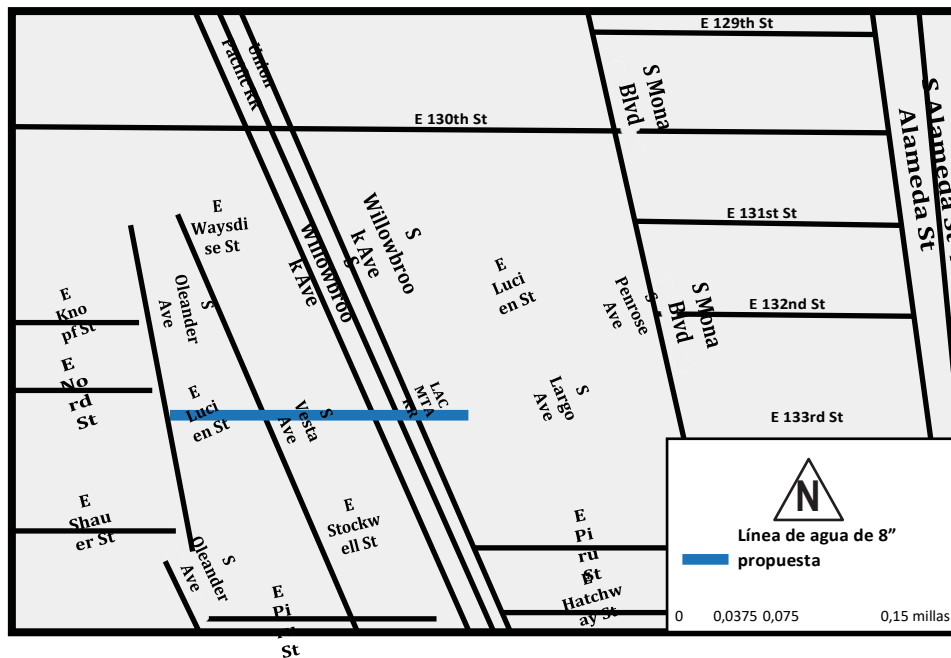 E 129th St
Union
Pacific RR
S Mona
Blvd
E 130th St
S Alameda St
Alameda St
E
Waysdi
se St
S
Willowbroo
k Ave
S
Willowbroo
k Ave
E 131st St
E
Luci
en St
S
Oleander
Ave
E
Kno
pf St
S
Penrose
Ave
S Mona
Blvd
E 132nd St
E
No
rd
St
E
Luci
en St
S
Vesta
Ave
LAC
MTA
RR
S
Largo
Ave
E 133rd St
E
Shau
er St
E
Stockw
ell St
S
Oleander
Ave
E
Pi
ru
St
E
Hatchw
ay St
E
Pi
St
N
Línea de agua de 8”
propuesta
0 0,0375 0,075 0,15 millas